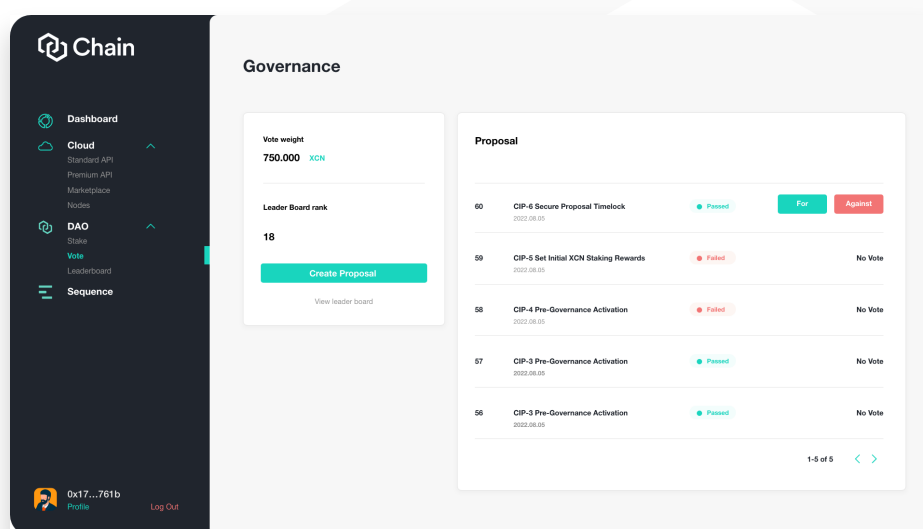 Chain
Dashboard
Cloud
Standard API
Premium API
Marketplace
Nodes
DAO
Stake
Vote
Leaderboard
Sequence
0x17...761b
Profile
Log Out
Governance
Vote weight
750.000 XCN
Leader Board rank
18
Create Proposal
View leader board
Proposal
60 CIP-6 Secure Proposal Timelock Passed For Against
2022.08.05
59 CIP-5 Set Initial XCN Staking Rewards Failed No Vote
2022.08.05
58 CIP-4 Pre-Governance Activation Failed No Vote
2022.08.05
57 CIP-3 Pre-Governance Activation Passed No Vote
2022.08.05
56 CIP-3 Pre-Governance Activation Passed No Vote
2022.08.05
1-5 of 5